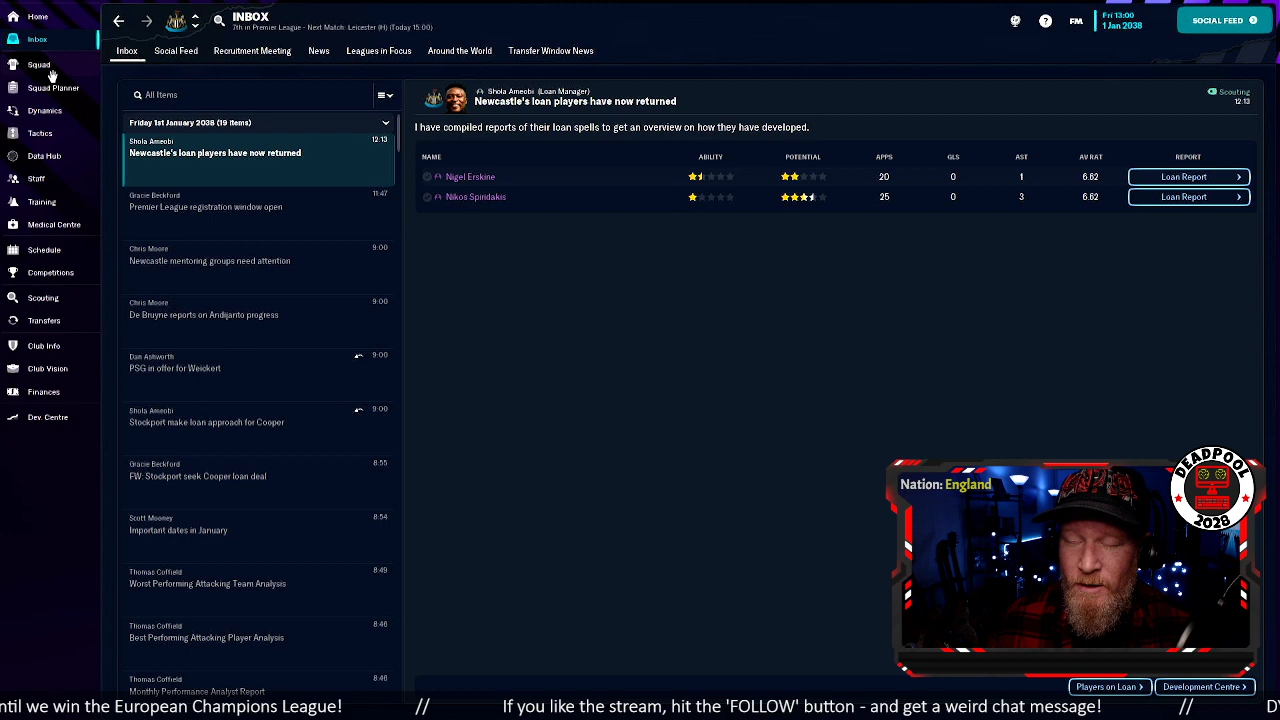 Home
INBOX
7th in Premier League - Next Match: Leicester (H) (Today 15:00)
FM
Fri 13:00
1 Jan 2038
SOCIAL FEED
Inbox
Squad
Squad Planner
Dynamics
Tactics
Data Hub
Staff
Training
Medical Centre
Schedule
Competitions
Scouting
Transfers
Club Info
Club Vision
Finances
Dev. Centre
Inbox Social Feed Recruitment Meeting News Leagues in Focus Around the World Transfer Window News
All Items
Friday 1st January 2038 (19 items)
Shola Ameobi 12:13
Newcastle's loan players have now returned
Gracie Beckford 11:47
Premier League registration window open
Chris Moore 9:00
Newcastle mentoring groups need attention
Chris Moore 9:00
De Bruyne reports on Andijanto progress
Dan Ashworth 9:00
PSG in offer for Weickert
Shola Ameobi 9:00
Stockport make loan approach for Cooper
Gracie Beckford 8:55
FW: Stockport seek Cooper loan deal
Scott Mooney 8:54
Important dates in January
Thomas Coffield 8:49
Worst Performing Attacking Team Analysis
Thomas Coffield 8:46
Best Performing Attacking Player Analysis
Thomas Coffield 8:46
Monthly Performance Analyst Report
Shola Ameobi (Loan Manager)
Newcastle's loan players have now returned
Scouting
12:13
I have compiled reports of their loan spells to get an overview on how they have developed.
NAME ABILITY POTENTIAL APPS GLS AST AV RAT REPORT
Nigel Erskine 20 0 1 6.62 Loan Report
Nikos Spiridakis 25 0 3 6.62 Loan Report
Nation: England
DEADPOOL
2028
Players on Loan
Development Centre
ntil we win the European Champions League! // If you like the stream, hit the 'FOLLOW' button - and get a weird chat message! // D